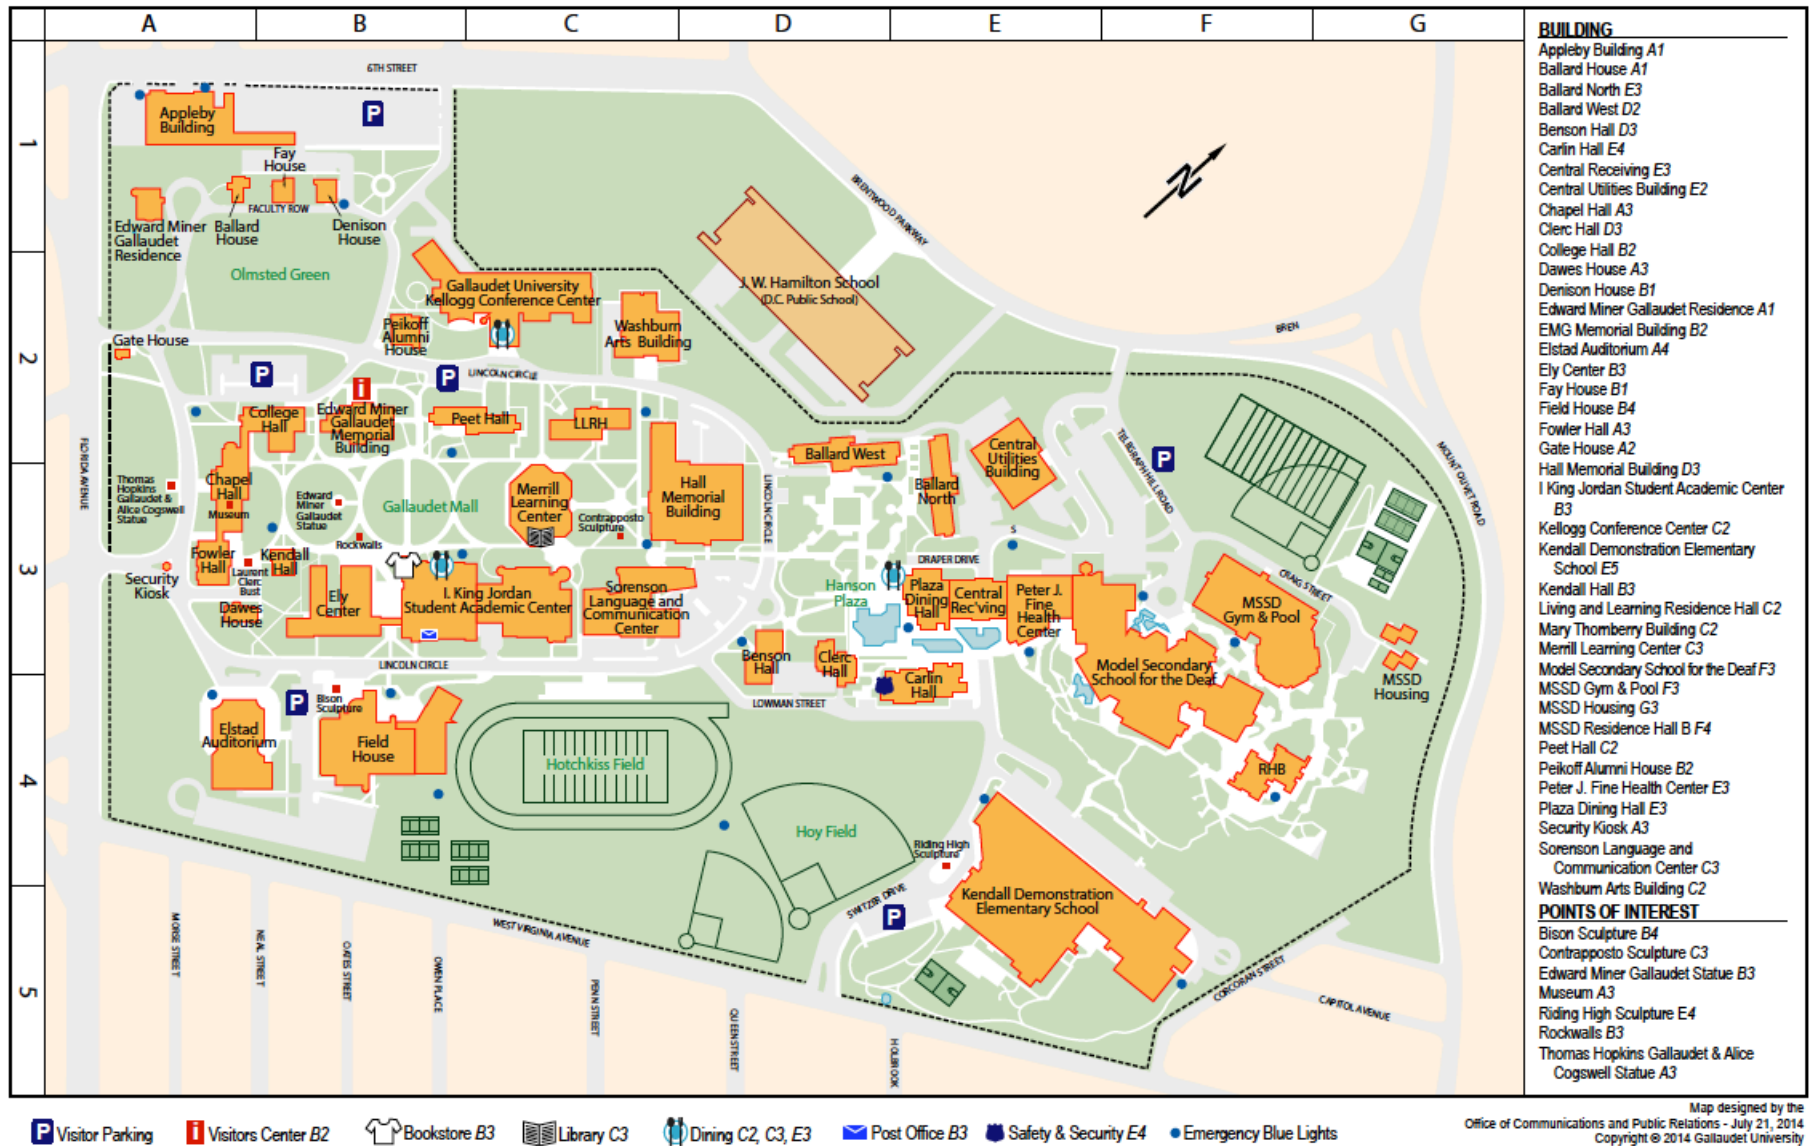 A B C D E F G
1
2
3
4
5
6TH STREET
Appleby
Building
P
Fay
House
FACULTY ROW
Edward Miner
Gallaudet
Residence
Ballard
House
Denison
House
Olmsted Green
BRENTWOOD PARKWAY
N
J. W. Hamilton School
(D.C. Public School)
Gallaudet University
Kellogg Conference Center
Peikoff
Alumni
House
Washburn
Arts Building
Gate House
P
i
P
LINCOLN CIRCLE
BREN
College
Hall
Edward Miner
Gallaudet
Memorial
Building
Peet Hall
LLRH
FLORIDA AVENUE
Ballard West
Central
Utilities
Building
TELEGRAPH HILL ROAD
P
MOUNT OLIVET ROAD
Thomas
Hopkins
Gallaudet &
Alice Cogswell
Statue
Chapel
Hall
Museum
Edward
Miner
Gallaudet
Statue
Rockwalls
Gallaudet Mall
Merrill
Learning
Center
Contrapposto
Sculpture
Hall
Memorial
Building
LINCOLN CIRCLE
Ballard
North
S
DRAPER DRIVE
CRAIG STREET
Security
Kiosk
Fowler
Hall
Laurent
Clerc
Bust
Kendall
Hall
Dawes
House
Ely
Center
I. King Jordan
Student Academic Center
Sorenson
Language and
Communication
Center
Hanson
Plaza
Plaza
Dining
Hall
Central
Rec'ving
Peter J.
Fine
Health
Center
MSSD
Gym & Pool
LINCOLN CIRCLE
Benson
Hall
Clerc
Hall
Carlin
Hall
Model Secondary
School for the Deaf
MSSD
Housing
P
Bison
Sculpture
LOWMAN STREET
Elstad
Auditorium
Field
House
Hotchkiss Field
RHB
Hoy Field
Riding High
Sculpture
SWITZER DRIVE
P
Kendall Demonstration
Elementary School
WEST VIRGINIA AVENUE
MORSE STREET
NEAL STREET
OATES STREET
OWEN PLACE
PENN STREET
QUEEN STREET
HOLBROOK
CORCORAN STREET
CAPITOL AVENUE
BUILDING
Appleby Building A1
Ballard House A1
Ballard North E3
Ballard West D2
Benson Hall D3
Carlin Hall E4
Central Receiving E3
Central Utilities Building E2
Chapel Hall A3
Clerc Hall D3
College Hall B2
Dawes House A3
Denison House B1
Edward Miner Gallaudet Residence A1
EMG Memorial Building B2
Elstad Auditorium A4
Ely Center B3
Fay House B1
Field House B4
Fowler Hall A3
Gate House A2
Hall Memorial Building D3
I King Jordan Student Academic Center
B3
Kellogg Conference Center C2
Kendall Demonstration Elementary
School E5
Kendall Hall B3
Living and Learning Residence Hall C2
Mary Thornberry Building C2
Merrill Learning Center C3
Model Secondary School for the Deaf F3
MSSD Gym & Pool F3
MSSD Housing G3
MSSD Residence Hall B F4
Peet Hall C2
Peikoff Alumni House B2
Peter J. Fine Health Center E3
Plaza Dining Hall E3
Security Kiosk A3
Sorenson Language and
Communication Center C3
Washburn Arts Building C2
POINTS OF INTEREST
Bison Sculpture B4
Contrapposto Sculpture C3
Edward Miner Gallaudet Statue B3
Museum A3
Riding High Sculpture E4
Rockwalls B3
Thomas Hopkins Gallaudet & Alice
Cogswell Statue A3
P Visitor Parking
i Visitors Center B2
Bookstore B3
Library C3
Dining C2, C3, E3
Post Office B3
Safety & Security E4
Emergency Blue Lights
Map designed by the
Office of Communications and Public Relations - July 21, 2014
Copyright © 2014 Gallaudet University